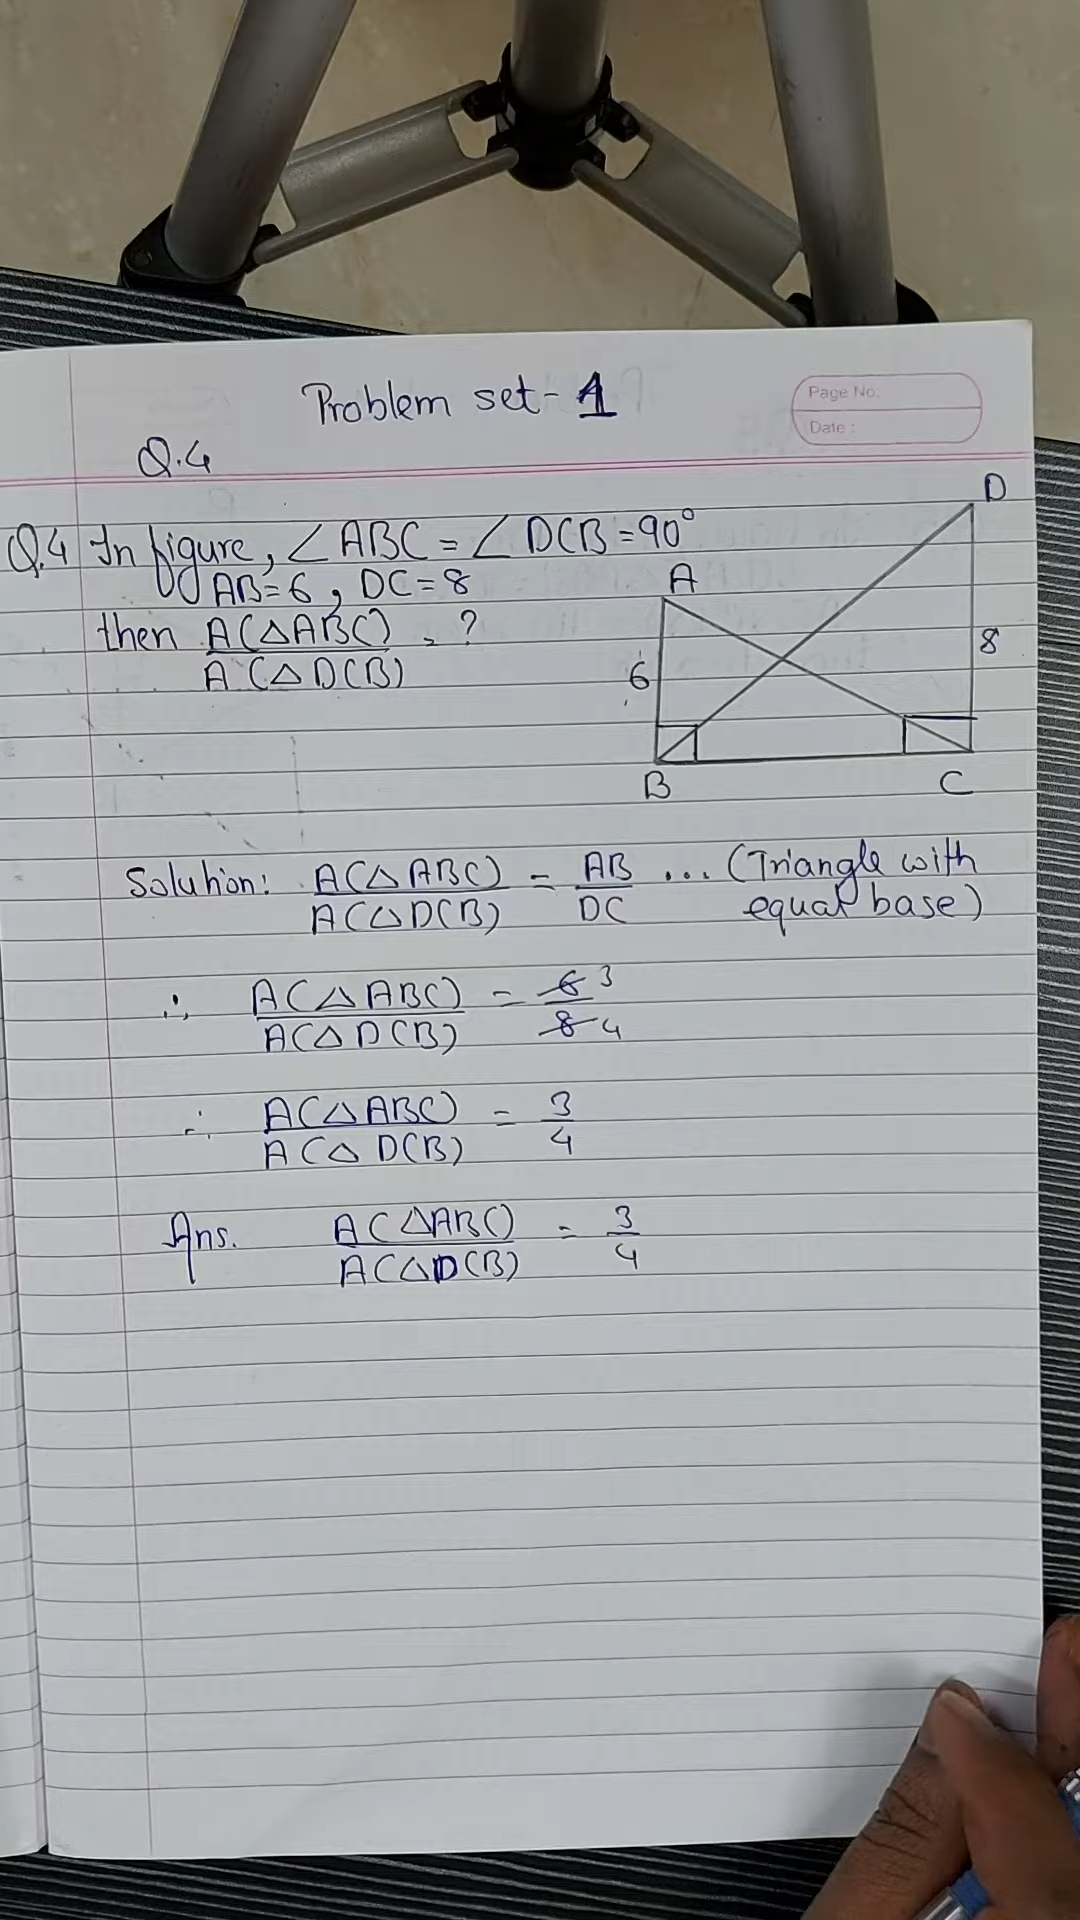 Problem set-1
Page No:
Date :
Q.4
Q.4 In figure, ∠ABC = ∠DCB = 90°
AB=6, DC=8
then A(△ABC) = ?
A(△DCB)
D
A
6
8
B
C
Solution: A(△ABC) = AB ... (Triangle with
A(△DCB) DC equal base)
∴ A(△ABC) = 6 3
A(△DCB) 8 4
∴ A(△ABC) = 3
A(△DCB) 4
Ans. A(△ABC) = 3
A(△DCB) 4